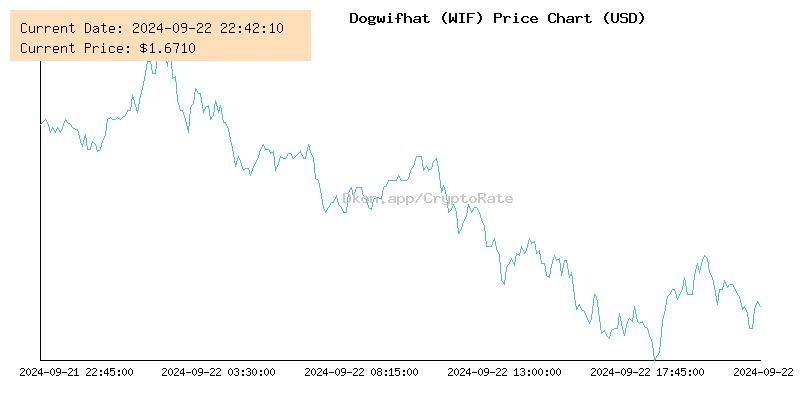 Dogwifhat (WIF) Price Chart (USD)
Current Date: 2024-09-22 22:42:10
Current Price: $1.6710
Dkon.app/CryptoRate
2024-09-21 22:45:00 2024-09-22 03:30:00 2024-09-22 08:15:00 2024-09-22 13:00:00 2024-09-22 17:45:00 2024-09-22